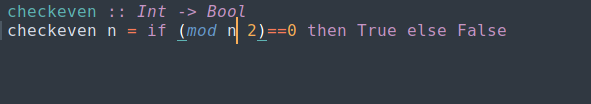 checkeven :: Int -> Bool
checkeven n = if (mod n 2)==0 then True else False